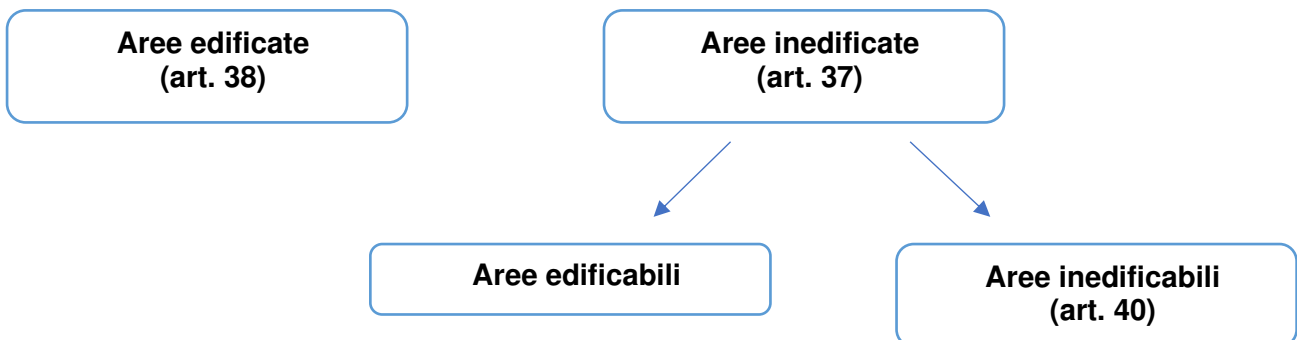 Aree edificate
(art. 38)
Aree inedificate
(art. 37)
Aree edificabili
Aree inedificabili
(art. 40)